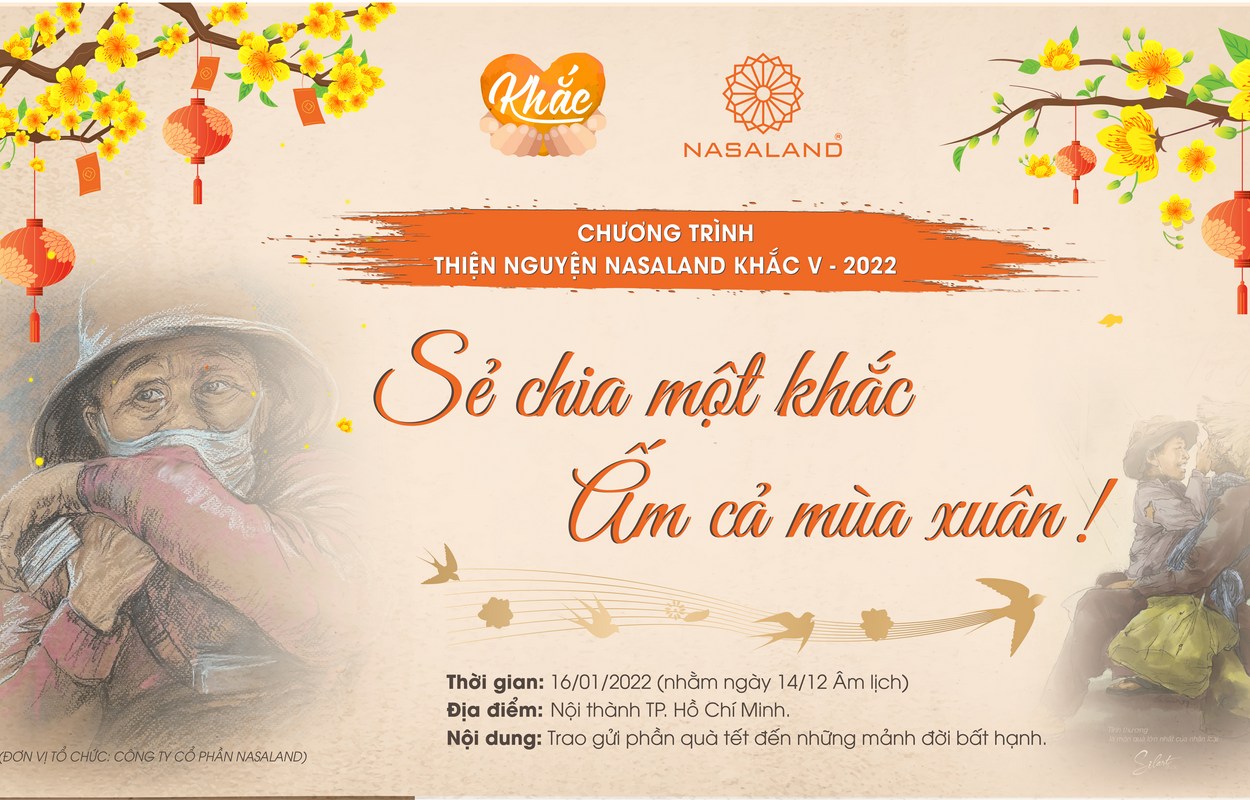 Khắc
NASALAND®
CHƯƠNG TRÌNH
THIỆN NGUYỆN NASALAND KHẮC V - 2022
Sẻ chia một khắc
Ấm cả mùa xuân !
Thời gian: 16/01/2022 (nhằm ngày 14/12 Âm lịch)
Địa điểm: Nội thành TP. Hồ Chí Minh.
Nội dung: Trao gửi phần quà tết đến những mảnh đời bất hạnh.
(ĐƠN VỊ TỔ CHỨC: CÔNG TY CỔ PHẦN NASALAND)